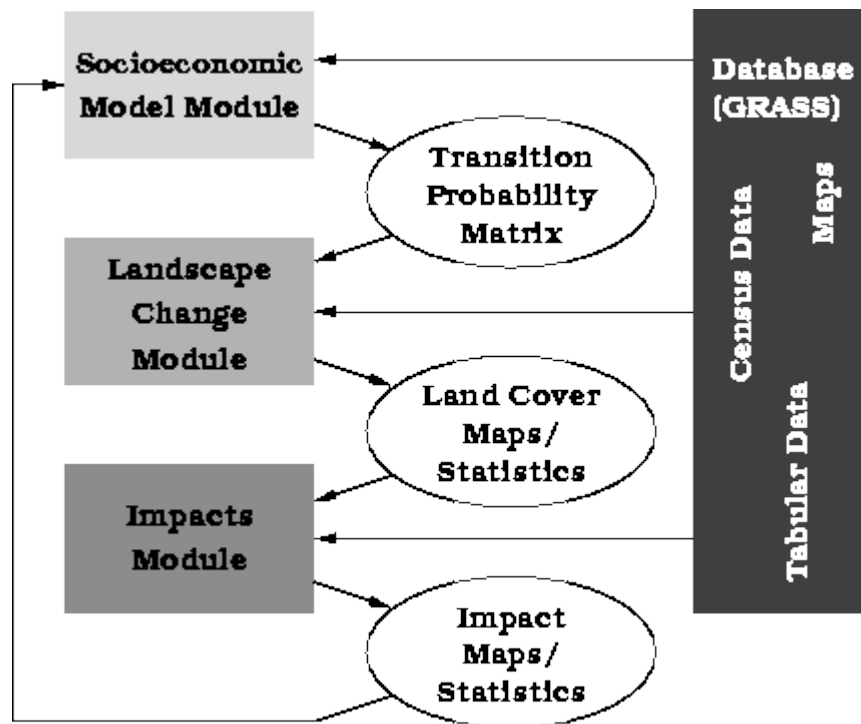 Socioeconomic
Model Module
Transition
Probability
Matrix
Landscape
Change
Module
Land Cover
Maps/
Statistics
Impacts
Module
Impact
Maps/
Statistics
Database
(GRASS)
Maps
Census Data
Tabular Data